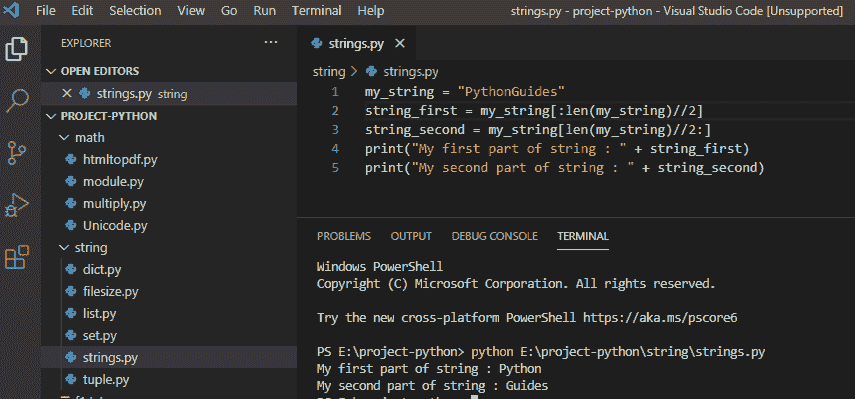 File Edit Selection View Go Run Terminal Help strings.py - project-python - Visual Studio Code [Unsupported]
EXPLORER ...
OPEN EDITORS
strings.py string
PROJECT-PYTHON
math
htmltopdf.py
module.py
multiply.py
Unicode.py
string
dict.py
filesize.py
list.py
set.py
strings.py
tuple.py
strings.py
string > strings.py
1 my_string = "PythonGuides"
2 string_first = my_string[:len(my_string)//2]
3 string_second = my_string[len(my_string)//2:]
4 print("My first part of string : " + string_first)
5 print("My second part of string : " + string_second)
PROBLEMS OUTPUT DEBUG CONSOLE TERMINAL
Windows PowerShell
Copyright (C) Microsoft Corporation. All rights reserved.
Try the new cross-platform PowerShell https://aka.ms/pscore6
PS E:\project-python> python E:\project-python\string\strings.py
My first part of string : Python
My second part of string : Guides